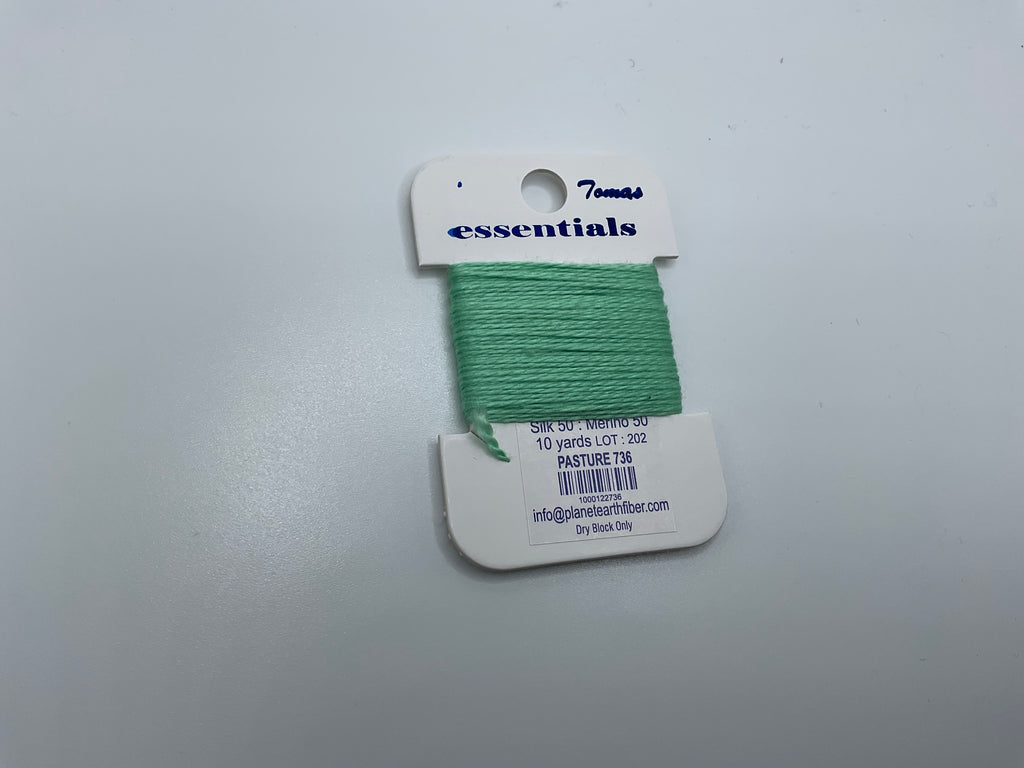 Tomas
essentials
Silk 50 : Merino 50
10 yards LOT : 202
PASTURE 736
1000122736
info@planetearthfiber.com
Dry Block Only